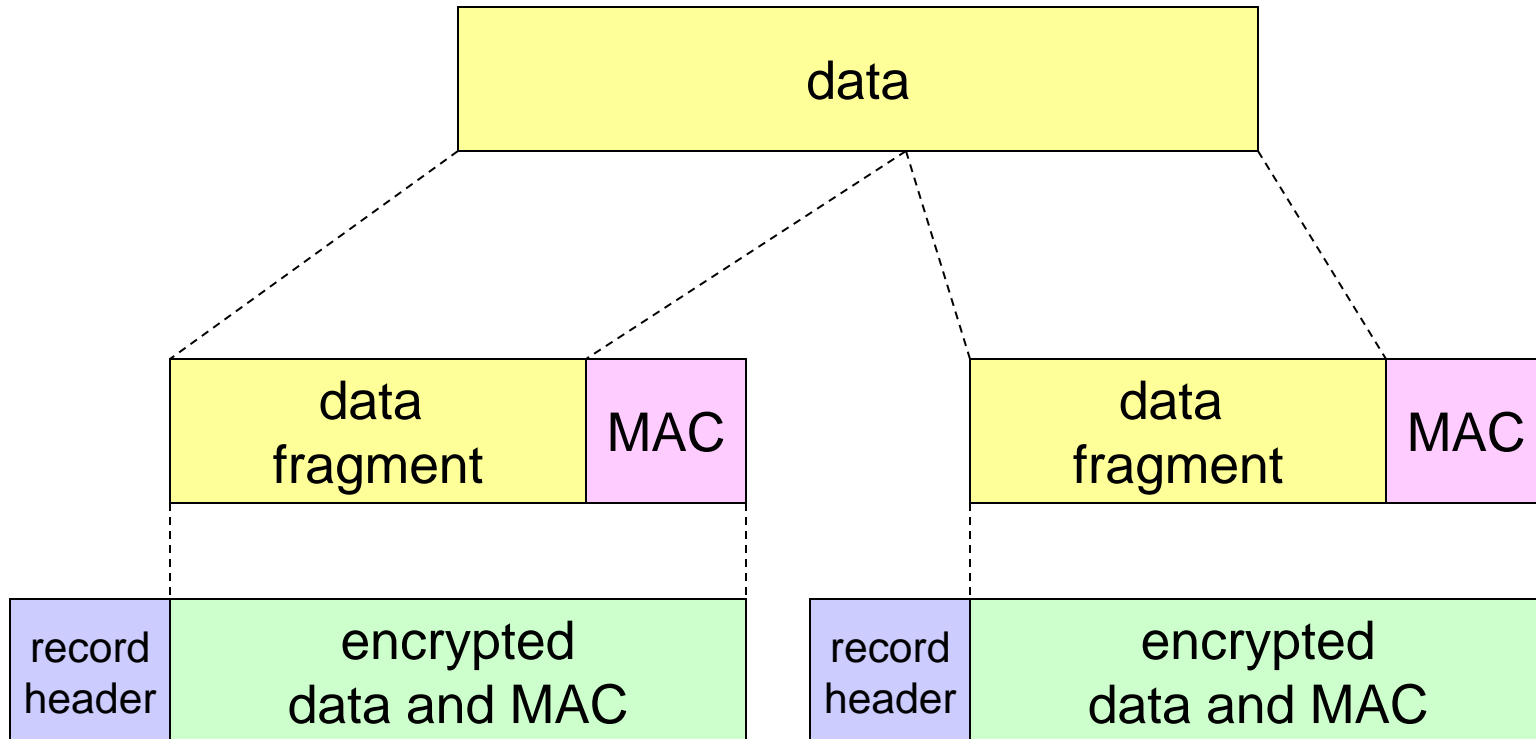 data
data
fragment
MAC
data
fragment
MAC
record
header
encrypted
data and MAC
record
header
encrypted
data and MAC